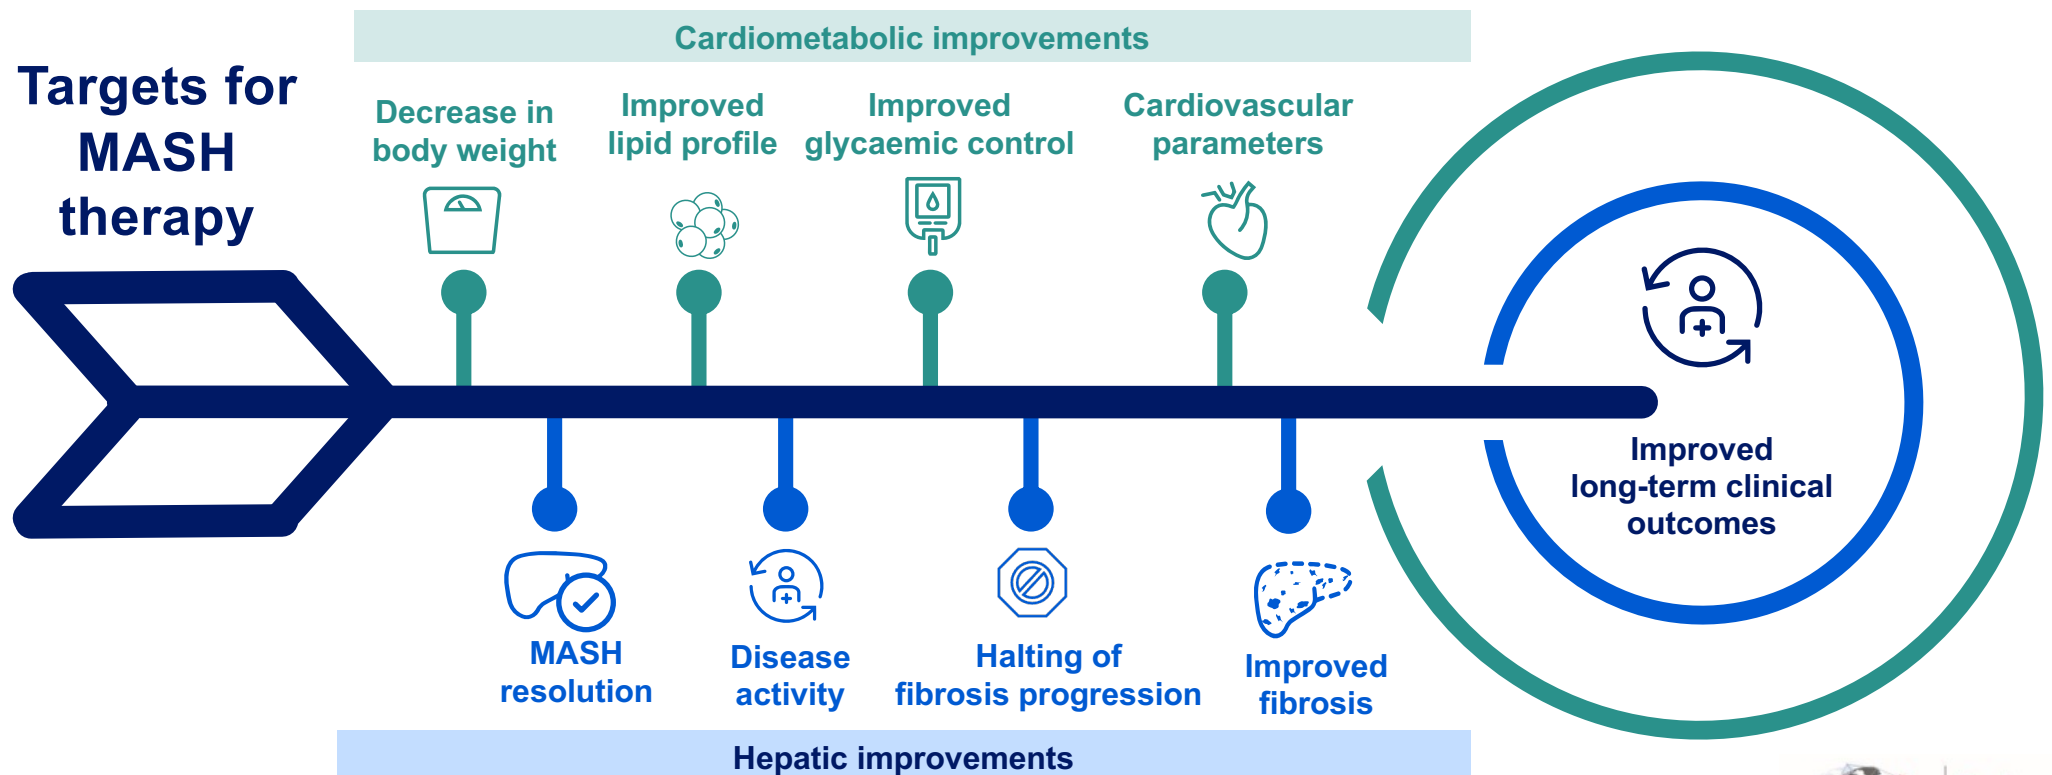 Cardiometabolic improvements
Targets for
MASH
therapy
Decrease in
body weight
Improved
lipid profile
Improved
glycaemic control
Cardiovascular
parameters
Improved
long-term clinical
outcomes
MASH
resolution
Disease
activity
Halting of
fibrosis progression
Improved
fibrosis
Hepatic improvements